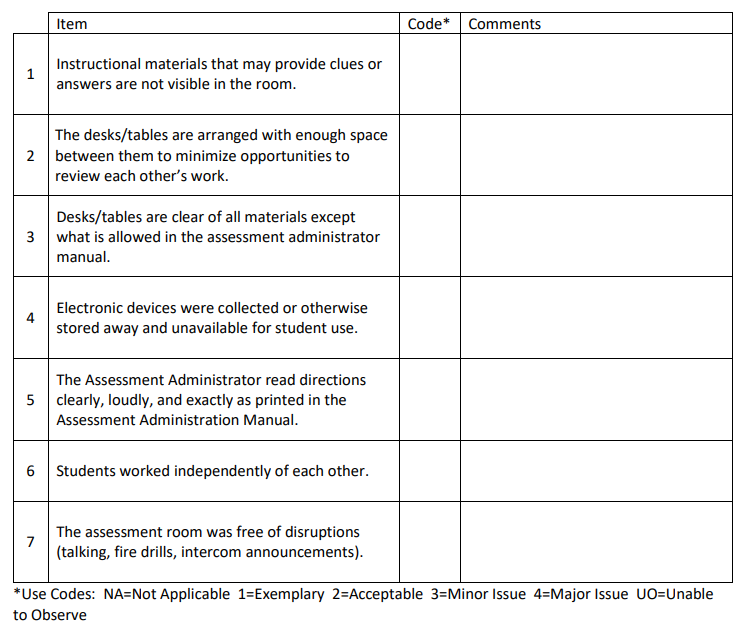 Item Code* Comments
1
Instructional materials that may provide clues or
answers are not visible in the room.
2
The desks/tables are arranged with enough space
between them to minimize opportunities to
review each other’s work.
3
Desks/tables are clear of all materials except
what is allowed in the assessment administrator
manual.
4
Electronic devices were collected or otherwise
stored away and unavailable for student use.
5
The Assessment Administrator read directions
clearly, loudly, and exactly as printed in the
Assessment Administration Manual.
6
Students worked independently of each other.
7
The assessment room was free of disruptions
(talking, fire drills, intercom announcements).
*Use Codes: NA=Not Applicable 1=Exemplary 2=Acceptable 3=Minor Issue 4=Major Issue UO=Unable
to Observe